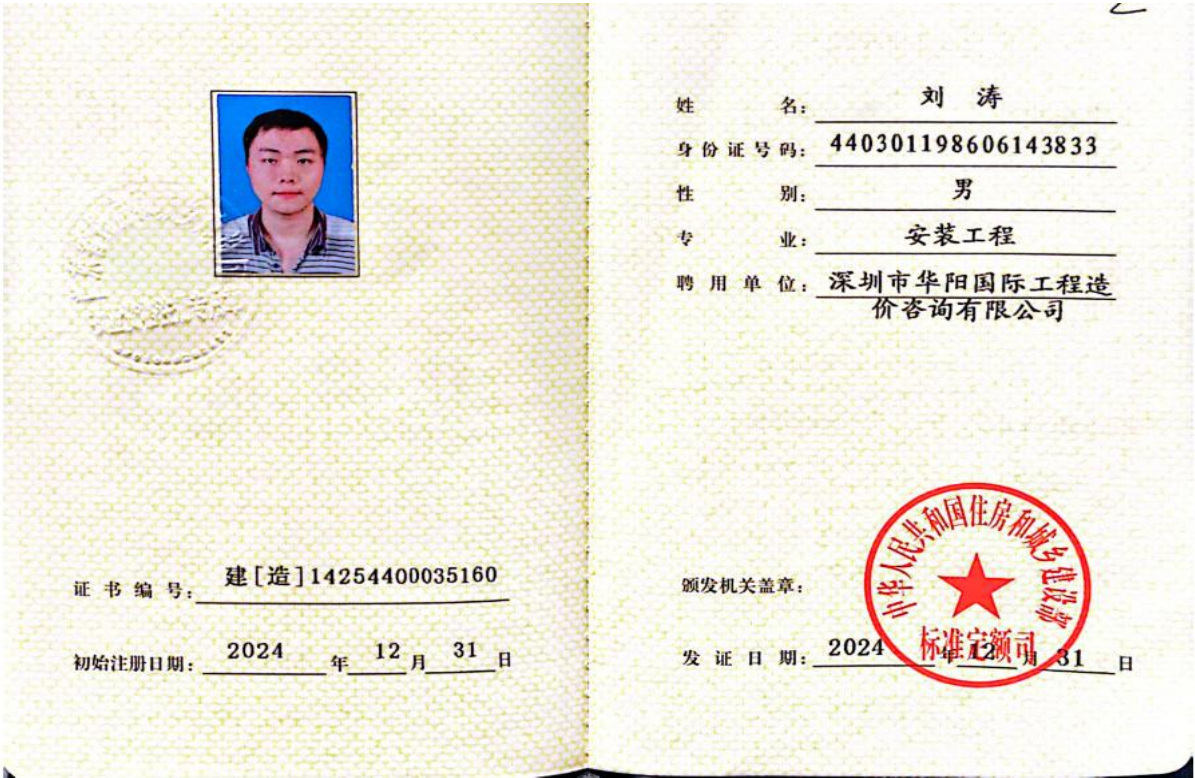 证书编号：建[造]14254400035160
初始注册日期：2024年12月31日
姓名：刘涛
身份证号码：440301198606143833
性别：男
专业：安装工程
聘用单位：深圳市华阳国际工程造
价咨询有限公司
颁发机关盖章：
中华人民共和国住房和城乡建设部
标准定额司
发证日期：2024年12月31日